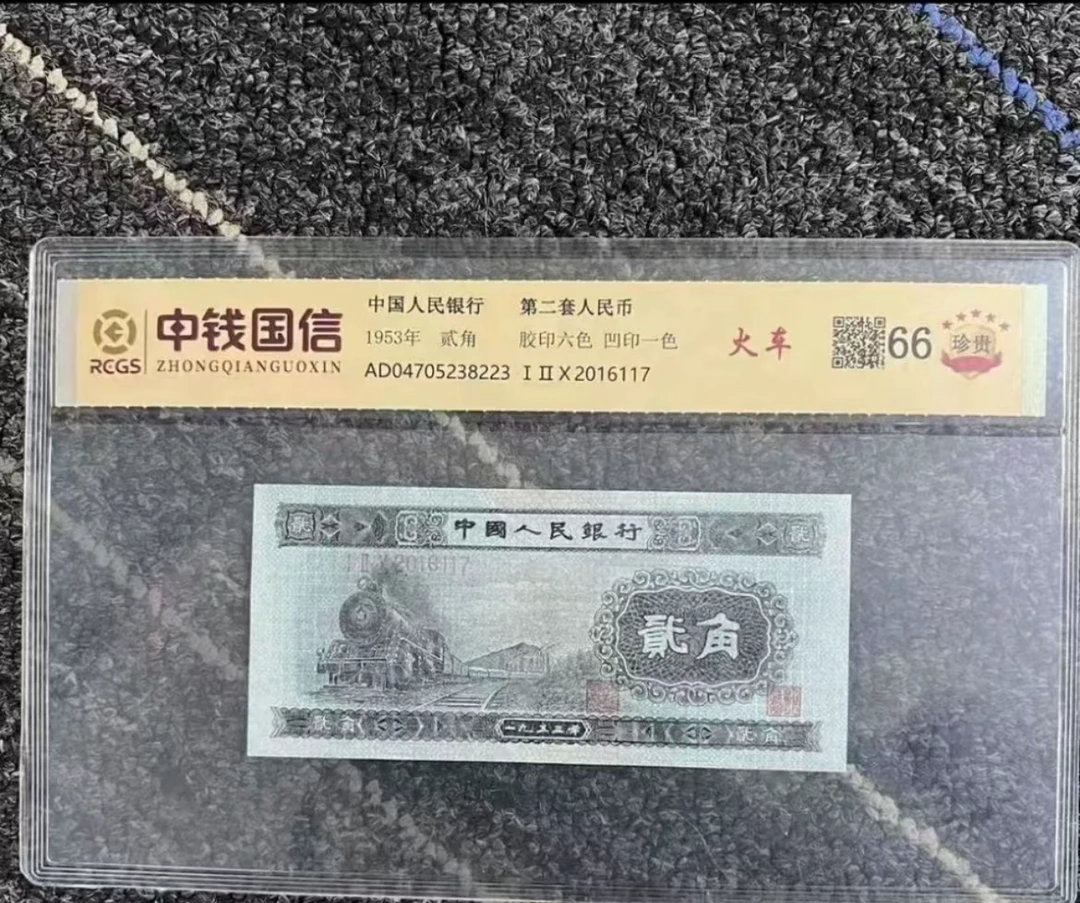 中国人民银行 第二套人民币
中钱国信
1953年 贰角 胶印六色 凹印一色
火车
66
珍贵
RCGS
ZHONGQIANGUOXIN
AD04705238223 ⅠⅡⅩ2016117
中國人民銀行
ⅠⅡⅩ2016117
貳角
一九五三年